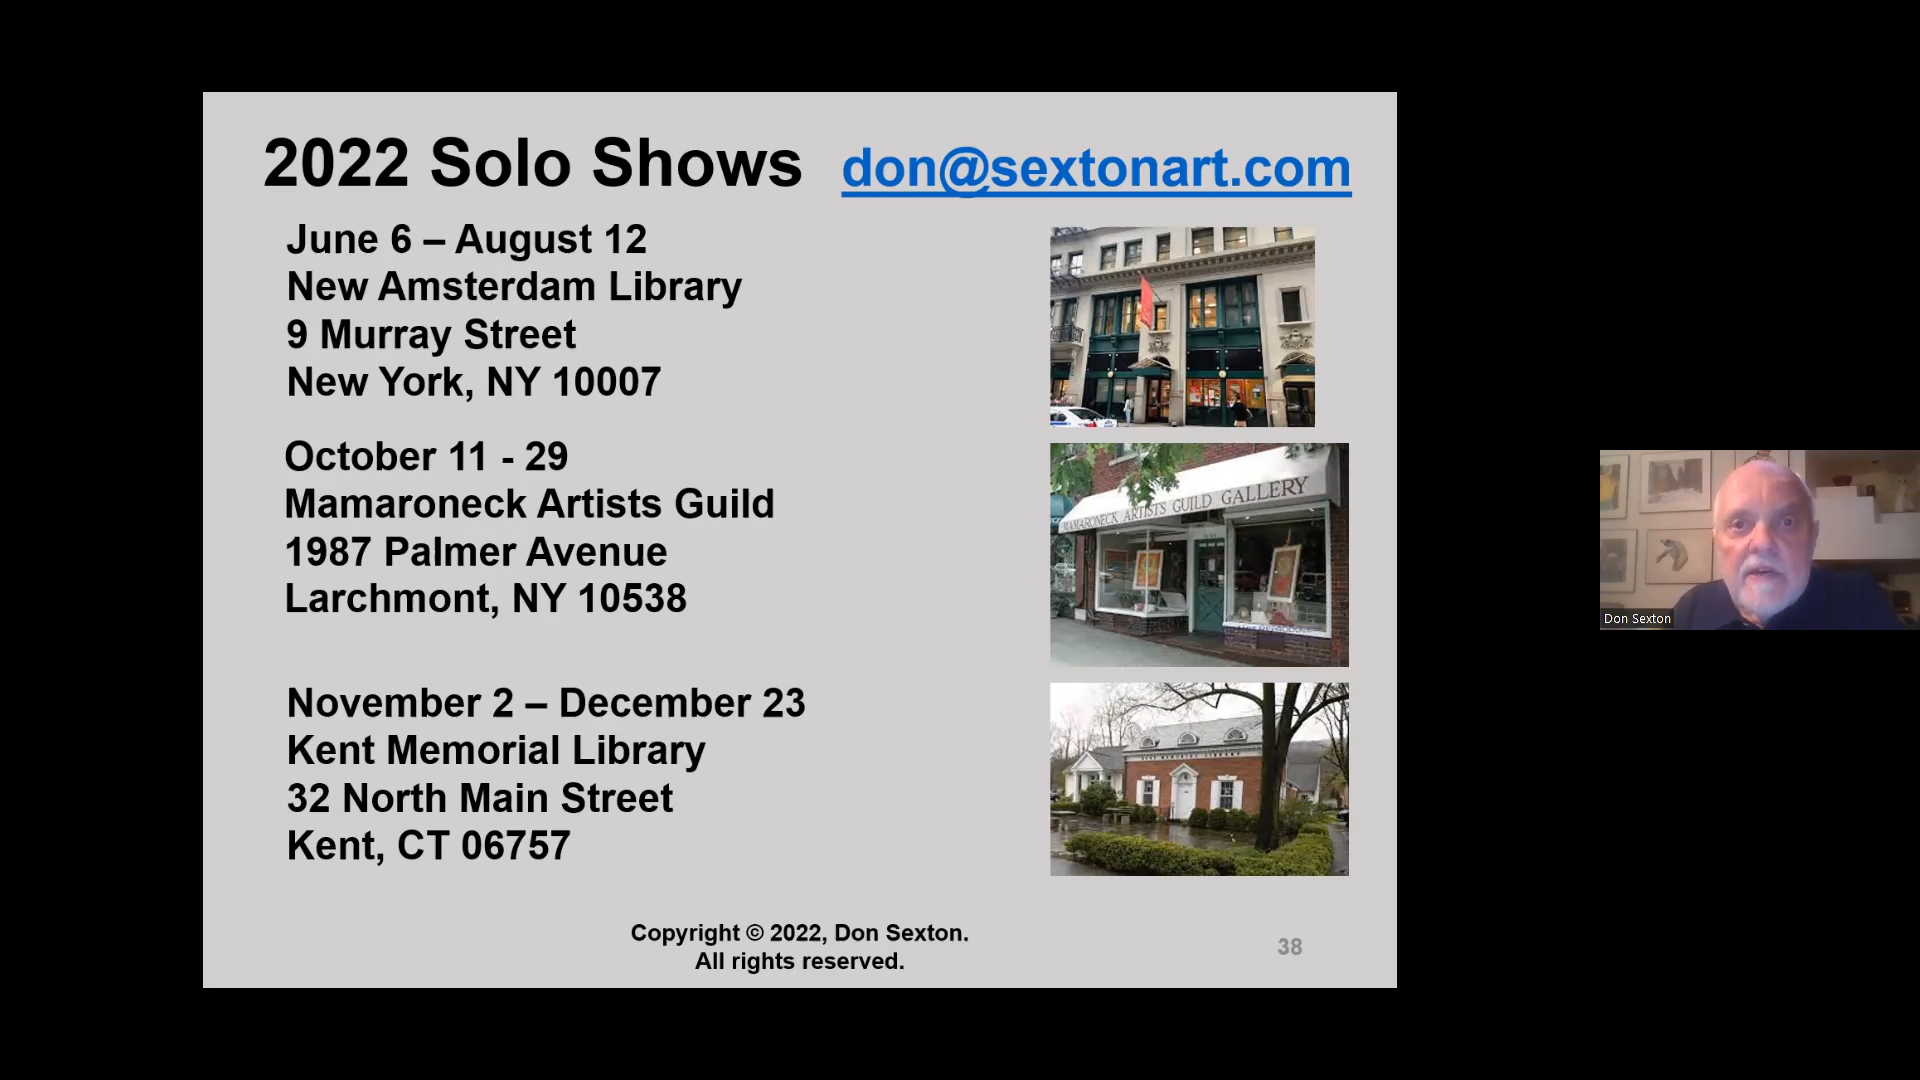 2022 Solo Shows don@sextonart.com
June 6 – August 12
New Amsterdam Library
9 Murray Street
New York, NY 10007
October 11 - 29
Mamaroneck Artists Guild
1987 Palmer Avenue
Larchmont, NY 10538
MAMARONECK ARTISTS GUILD GALLERY
November 2 – December 23
Kent Memorial Library
32 North Main Street
Kent, CT 06757
KENT MEMORIAL LIBRARY
Copyright © 2022, Don Sexton.
All rights reserved.
38
Don Sexton